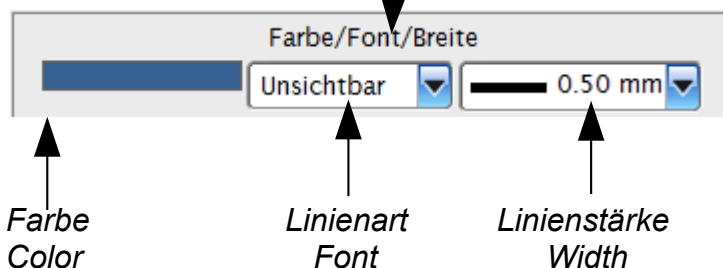 Farbe/Font/Breite
Unsichtbar 0.50 mm
Farbe Linienart Linienstärke
Color Font Width